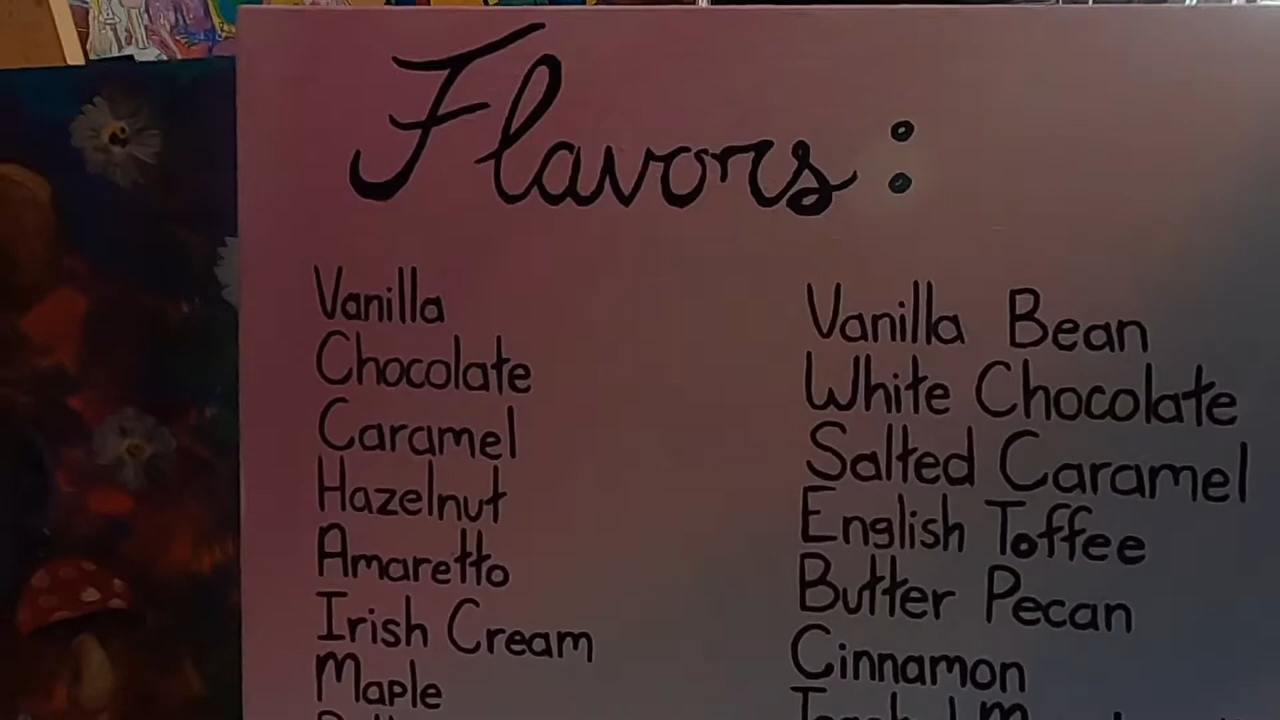 Flavors:
Vanilla
Chocolate
Caramel
Hazelnut
Amaretto
Irish Cream
Maple
Vanilla Bean
White Chocolate
Salted Caramel
English Toffee
Butter Pecan
Cinnamon